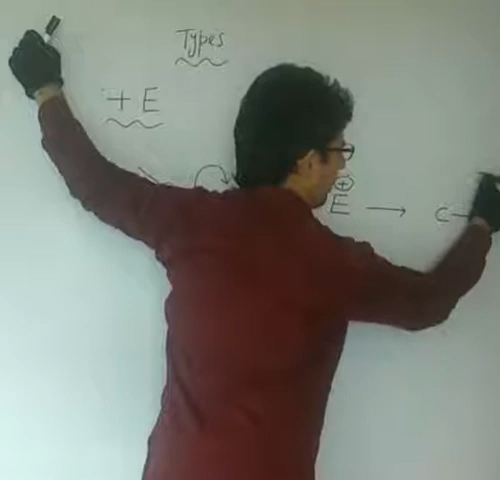 Types
+ E
⊕
E ⟶ C–